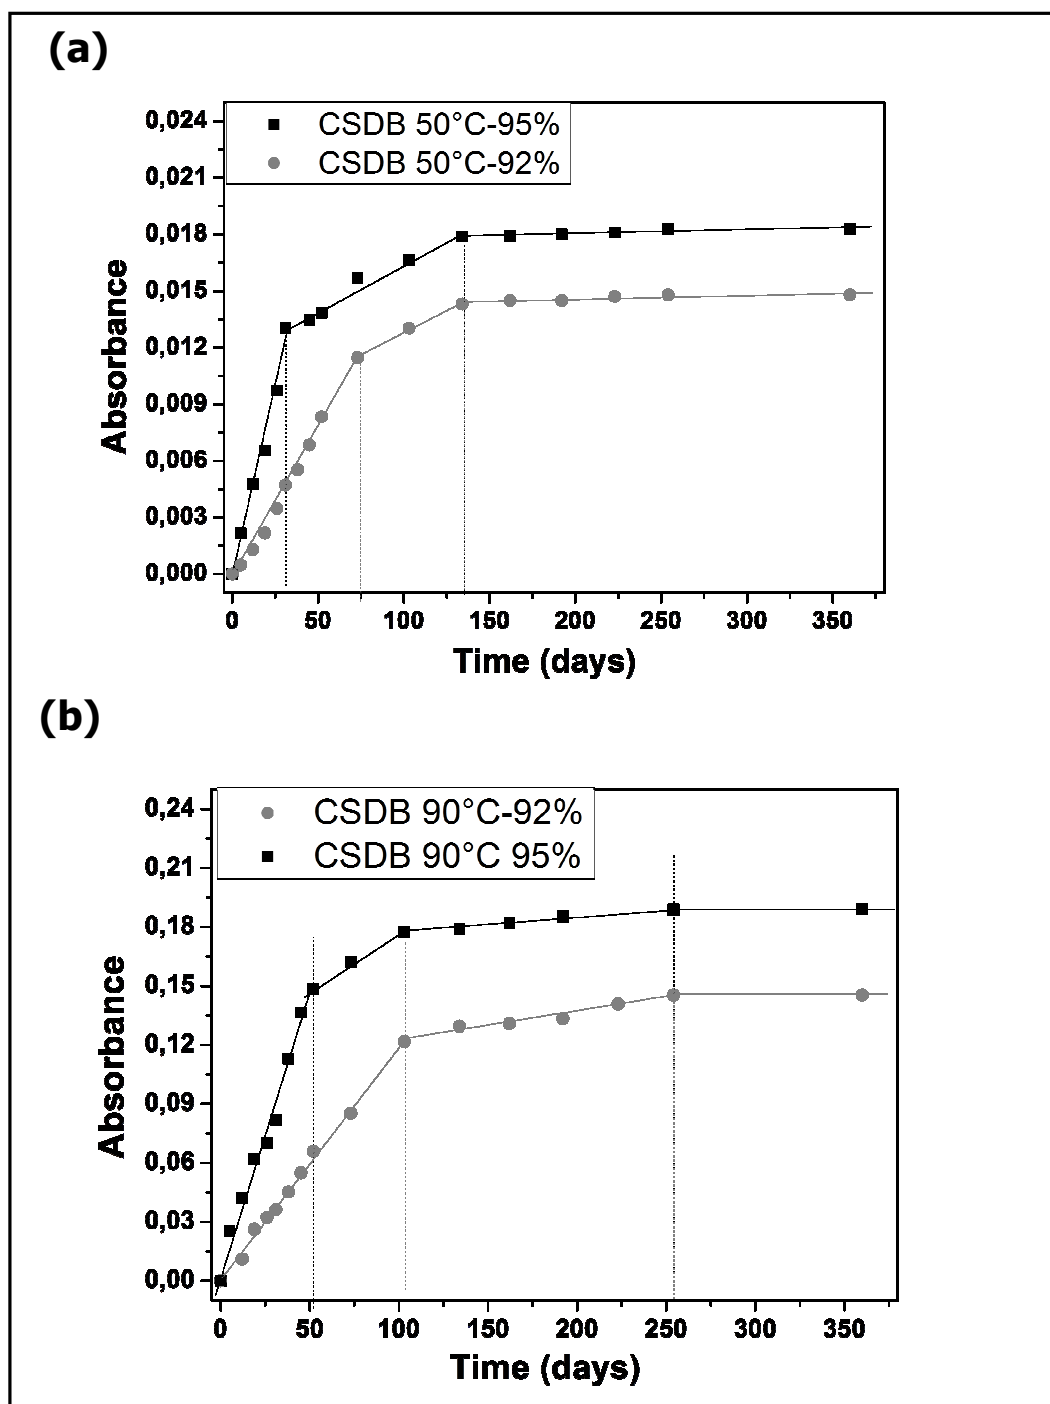 (a)
CSDB 50°C-95%
CSDB 50°C-92%
0,024
0,021
0,018
0,015
0,012
0,009
0,006
0,003
0,000
Absorbance
0 50 100 150 200 250 300 350
Time (days)
(b)
CSDB 90°C-92%
CSDB 90°C 95%
0,24
0,21
0,18
0,15
0,12
0,09
0,06
0,03
0,00
Absorbance
0 50 100 150 200 250 300 350
Time (days)